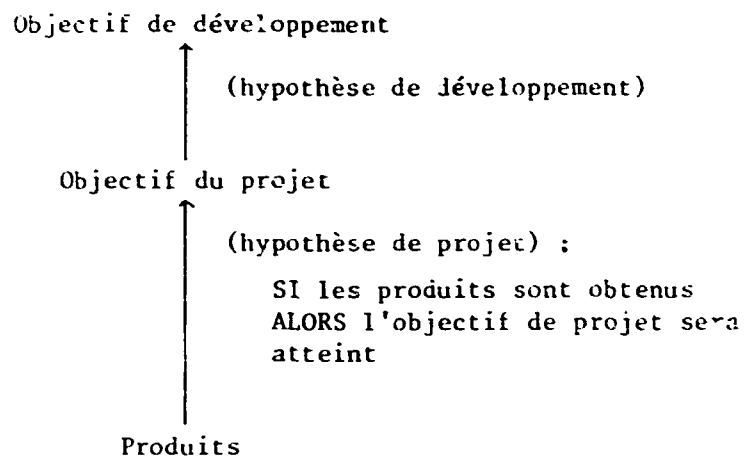 Objectif de développement
(hypothèse de développement)
Objectif du projet
(hypothèse de projet) :
SI les produits sont obtenus
ALORS l'objectif de projet sera
atteint
Produits